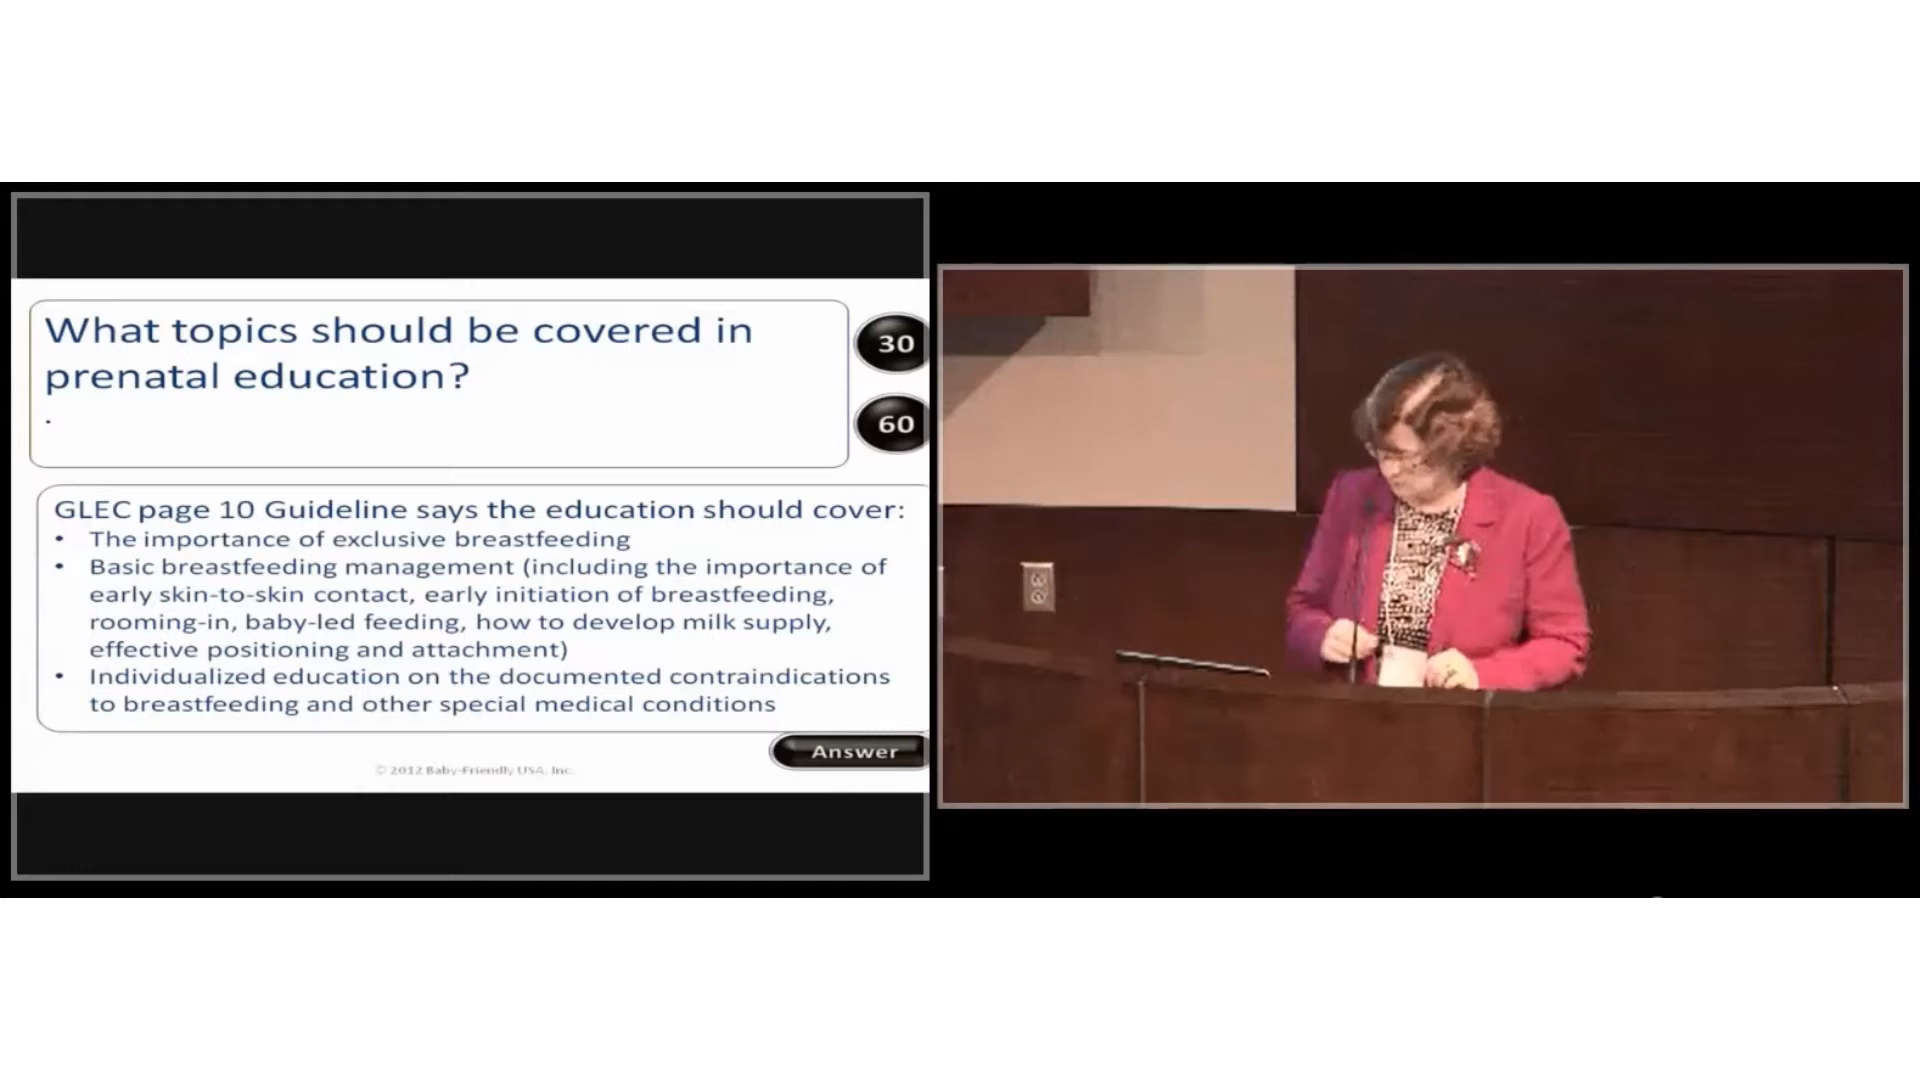 What topics should be covered in
prenatal education?
.
30
60
GLEC page 10 Guideline says the education should cover:
• The importance of exclusive breastfeeding
• Basic breastfeeding management (including the importance of
early skin-to-skin contact, early initiation of breastfeeding,
rooming-in, baby-led feeding, how to develop milk supply,
effective positioning and attachment)
• Individualized education on the documented contraindications
to breastfeeding and other special medical conditions
Answer
© 2012 Baby-Friendly USA, Inc.